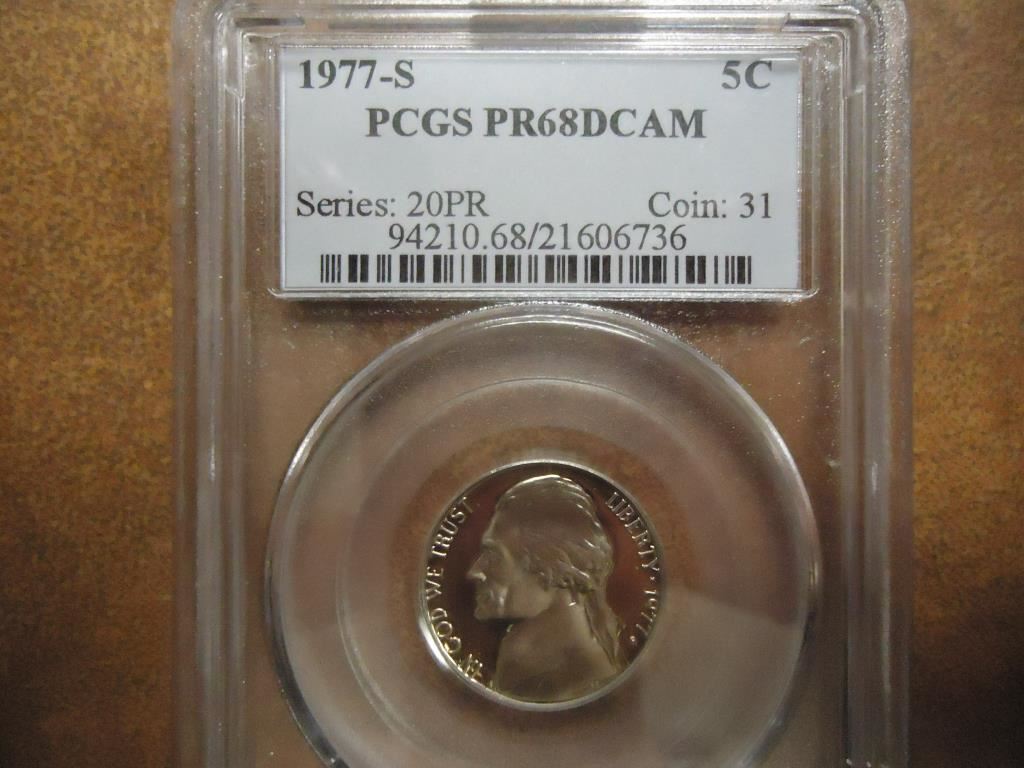 1977-S 5C
PCGS PR68DCAM
Series: 20PR Coin: 31
94210.68/21606736
IN GOD WE TRUST
LIBERTY · 1977 S